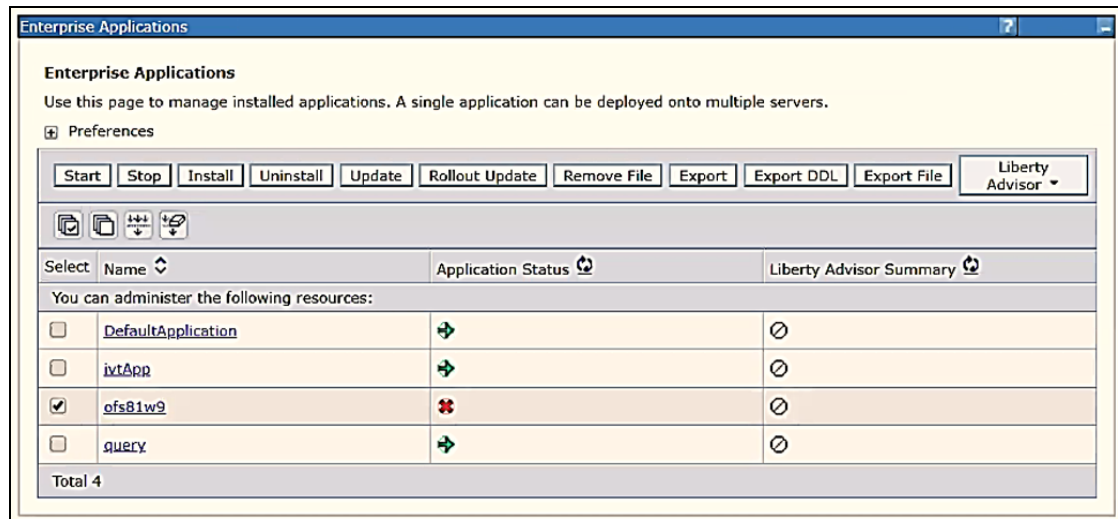 Enterprise Applications
?
Enterprise Applications
Use this page to manage installed applications. A single application can be deployed onto multiple servers.
Preferences
Start Stop Install Uninstall Update Rollout Update Remove File Export Export DDL Export File Liberty Advisor
Select Name Application Status Liberty Advisor Summary
You can administer the following resources:
DefaultApplication
ivtApp
ofs81w9
query
Total 4